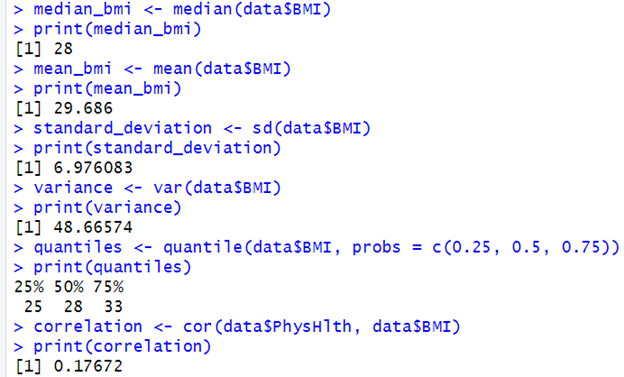 > median_bmi <- median(data$BMI)
> print(median_bmi)
[1] 28
> mean_bmi <- mean(data$BMI)
> print(mean_bmi)
[1] 29.686
> standard_deviation <- sd(data$BMI)
> print(standard_deviation)
[1] 6.976083
> variance <- var(data$BMI)
> print(variance)
[1] 48.66574
> quantiles <- quantile(data$BMI, probs = c(0.25, 0.5, 0.75))
> print(quantiles)
25% 50% 75%
 25  28  33
> correlation <- cor(data$PhysHlth, data$BMI)
> print(correlation)
[1] 0.17672